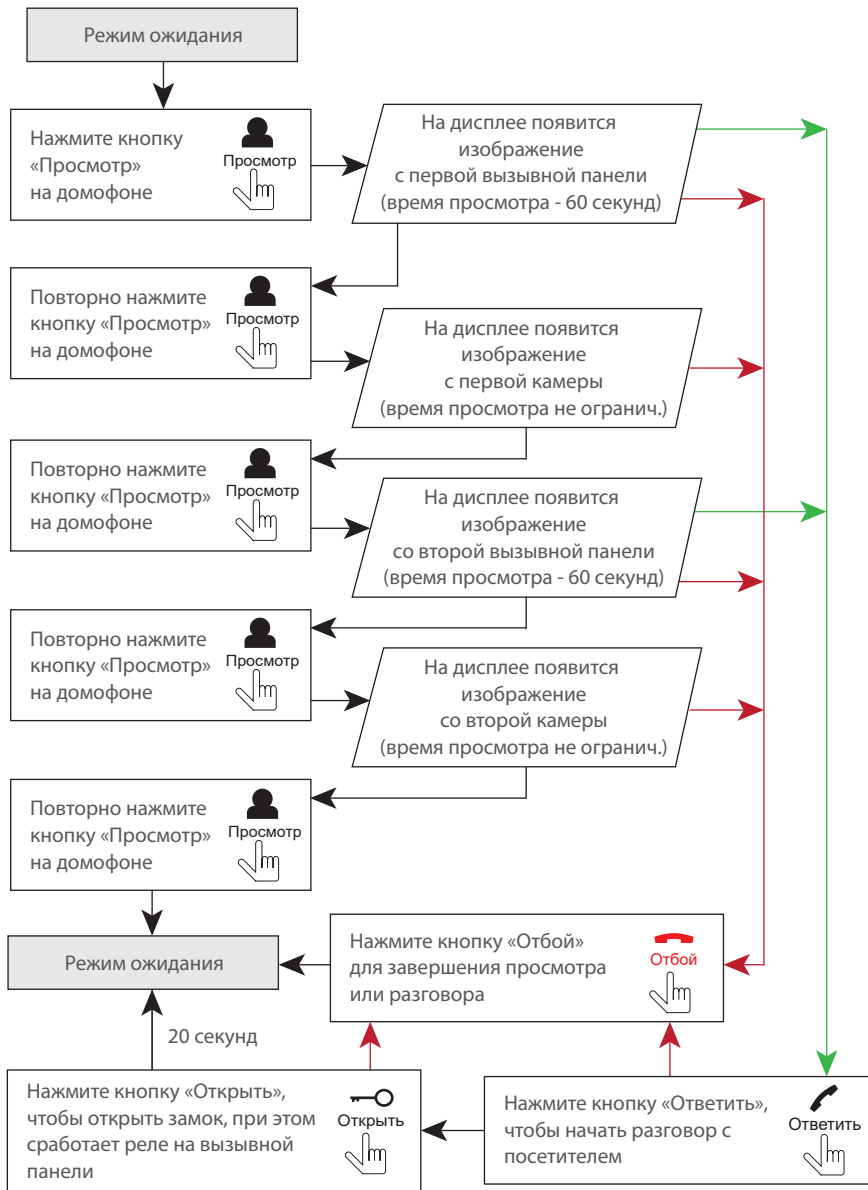 Режим ожидания
Нажмите кнопку
«Просмотр»
на домофоне
Просмотр
На дисплее появится
изображение
с первой вызывной панели
(время просмотра - 60 секунд)
Повторно нажмите
кнопку «Просмотр»
на домофоне
Просмотр
На дисплее появится
изображение
с первой камеры
(время просмотра не огранич.)
Повторно нажмите
кнопку «Просмотр»
на домофоне
Просмотр
На дисплее появится
изображение
со второй вызывной панели
(время просмотра - 60 секунд)
Повторно нажмите
кнопку «Просмотр»
на домофоне
Просмотр
На дисплее появится
изображение
со второй камеры
(время просмотра не огранич.)
Повторно нажмите
кнопку «Просмотр»
на домофоне
Просмотр
Режим ожидания
Нажмите кнопку «Отбой»
для завершения просмотра
или разговора
Отбой
20 секунд
Нажмите кнопку «Открыть»,
чтобы открыть замок, при этом
сработает реле на вызывной
панели
Открыть
Нажмите кнопку «Ответить»,
чтобы начать разговор с
посетителем
Ответить